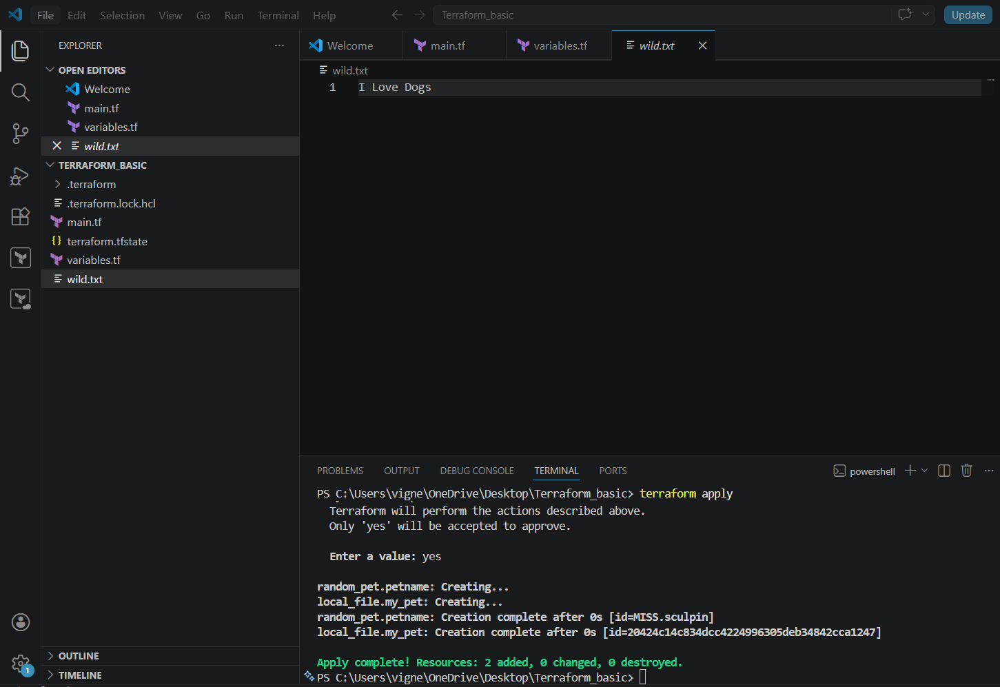 File Edit Selection View Go Run Terminal Help
Terraform_basic
Update
EXPLORER
OPEN EDITORS
Welcome
main.tf
variables.tf
wild.txt
TERRAFORM_BASIC
.terraform
.terraform.lock.hcl
main.tf
terraform.tfstate
variables.tf
wild.txt
OUTLINE
TIMELINE
1
Welcome
main.tf
variables.tf
wild.txt
wild.txt
1 I Love Dogs
PROBLEMS OUTPUT DEBUG CONSOLE TERMINAL PORTS
powershell
PS C:\Users\vigne\OneDrive\Desktop\Terraform_basic> terraform apply
Terraform will perform the actions described above.
Only 'yes' will be accepted to approve.
Enter a value: yes
random_pet.petname: Creating...
local_file.my_pet: Creating...
random_pet.petname: Creation complete after 0s [id=MISS.sculpin]
local_file.my_pet: Creation complete after 0s [id=20424c14c834dcc4224996305deb34842cca1247]
Apply complete! Resources: 2 added, 0 changed, 0 destroyed.
PS C:\Users\vigne\OneDrive\Desktop\Terraform_basic>